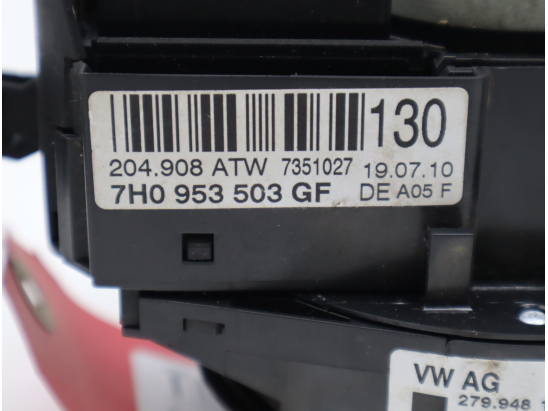 130
204.908 ATW 7351027 19.07.10
7H0 953 503 GF DE A05 F
VW AG
279.948